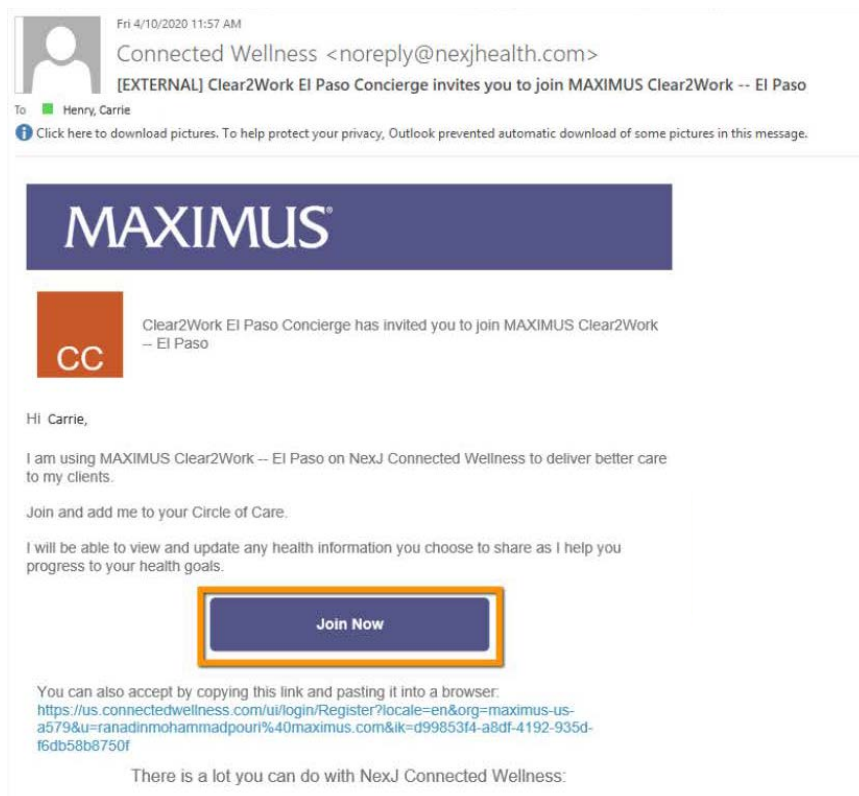 Fri 4/10/2020 11:57 AM
Connected Wellness <noreply@nexjhealth.com>
[EXTERNAL] Clear2Work El Paso Concierge invites you to join MAXIMUS Clear2Work -- El Paso
To Henry, Carrie
Click here to download pictures. To help protect your privacy, Outlook prevented automatic download of some pictures in this message.
MAXIMUS®
CC
Clear2Work El Paso Concierge has invited you to join MAXIMUS Clear2Work
-- El Paso
Hi Carrie,
I am using MAXIMUS Clear2Work -- El Paso on NexJ Connected Wellness to deliver better care
to my clients.
Join and add me to your Circle of Care.
I will be able to view and update any health information you choose to share as I help you
progress to your health goals.
Join Now
You can also accept by copying this link and pasting it into a browser:
https://us.connectedwellness.com/ui/login/Register?locale=en&org=maximus-us-
a579&u=ranadinmohammadpouri%40maximus.com&ik=d99853f4-a8df-4192-935d-
f6db58b8750f
There is a lot you can do with NexJ Connected Wellness: